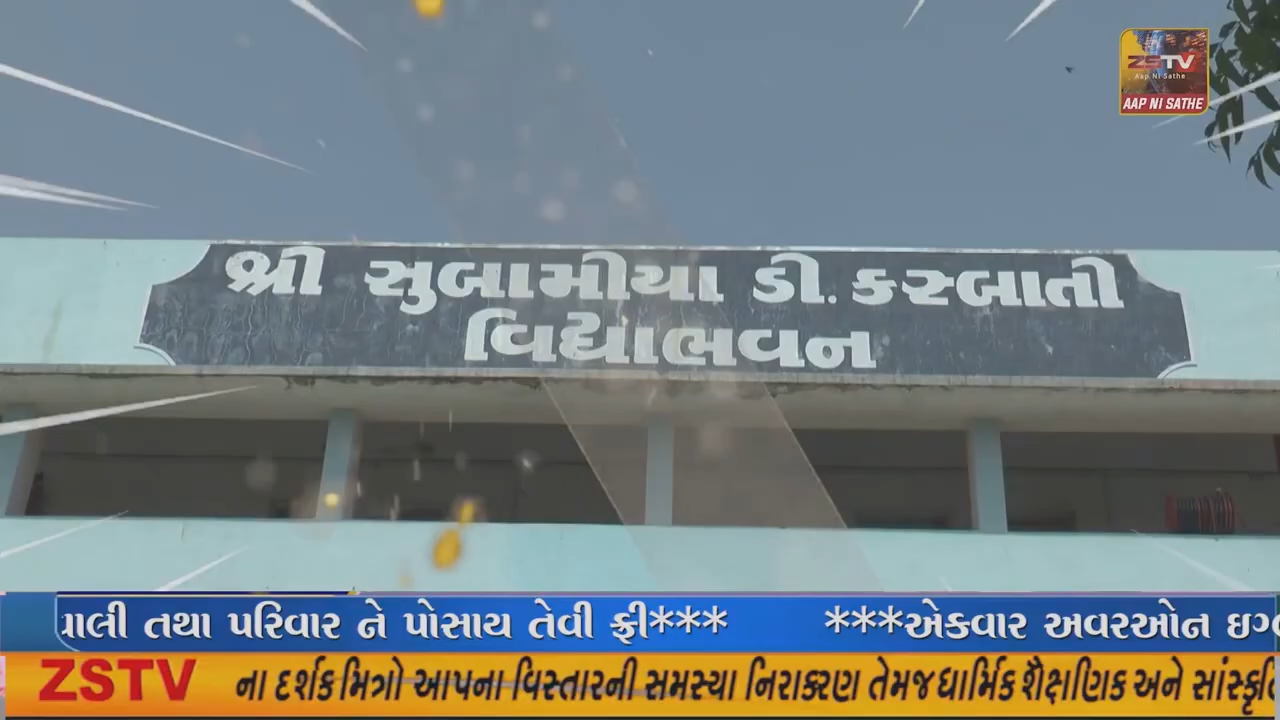 ZSTV
Aap Ni Sathe
AAP NI SATHE
શ્રી સુબામીયા ડી. કરબાતી
વિદ્યાભવન
લી તથા પરિવાર ને પોસાય તેવી ફ્રી*** ***એકવાર અવરઓન
ZSTV ના દર્શક મિત્રો આપના વિસ્તારની સમસ્યા નિરાકરણ તેમજ ધાર્મિક શૈક્ષણિક અને